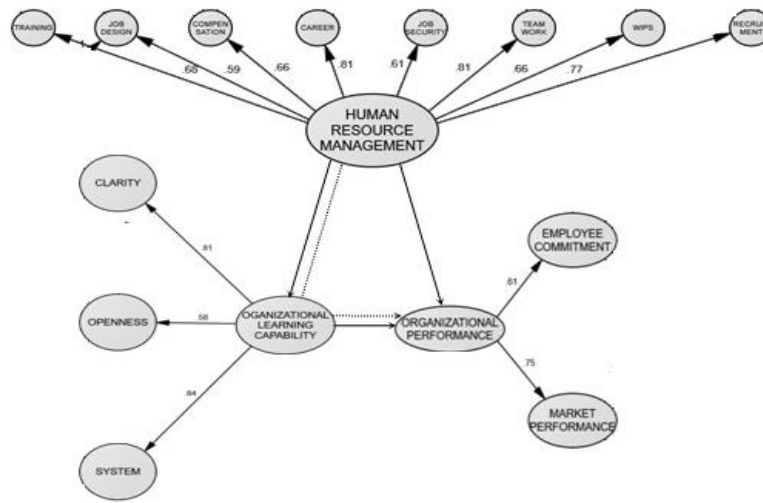 TRAINING
JOB
DESIGN
COMPEN
SATION
CAREER
JOB
SECURITY
TEAM
WORK
WIPS
RECRUI
MENT
.68
.59
.66
.81
.61
.81
.66
.77
HUMAN
RESOURCE
MANAGEMENT
CLARITY
.81
EMPLOYEE
COMMITMENT
.61
OPENNESS
.58
OGANIZATIONAL
LEARNING
CAPABILITY
ORGANIZATIONAL
PERFORMANCE
.75
MARKET
PERFORMANCE
SYSTEM